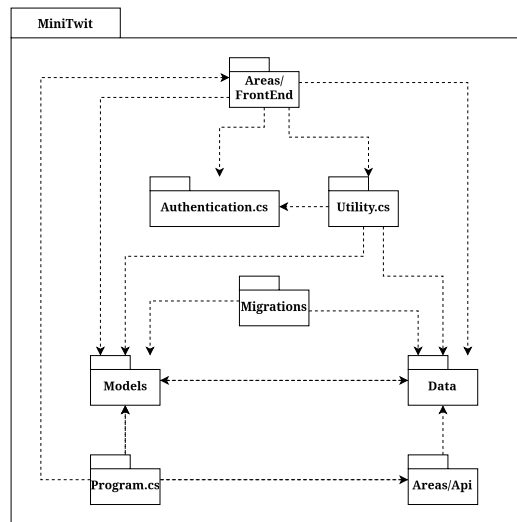 MiniTwit
Areas/
FrontEnd
Authentication.cs
Utility.cs
Migrations
Models
Data
Program.cs
Areas/Api